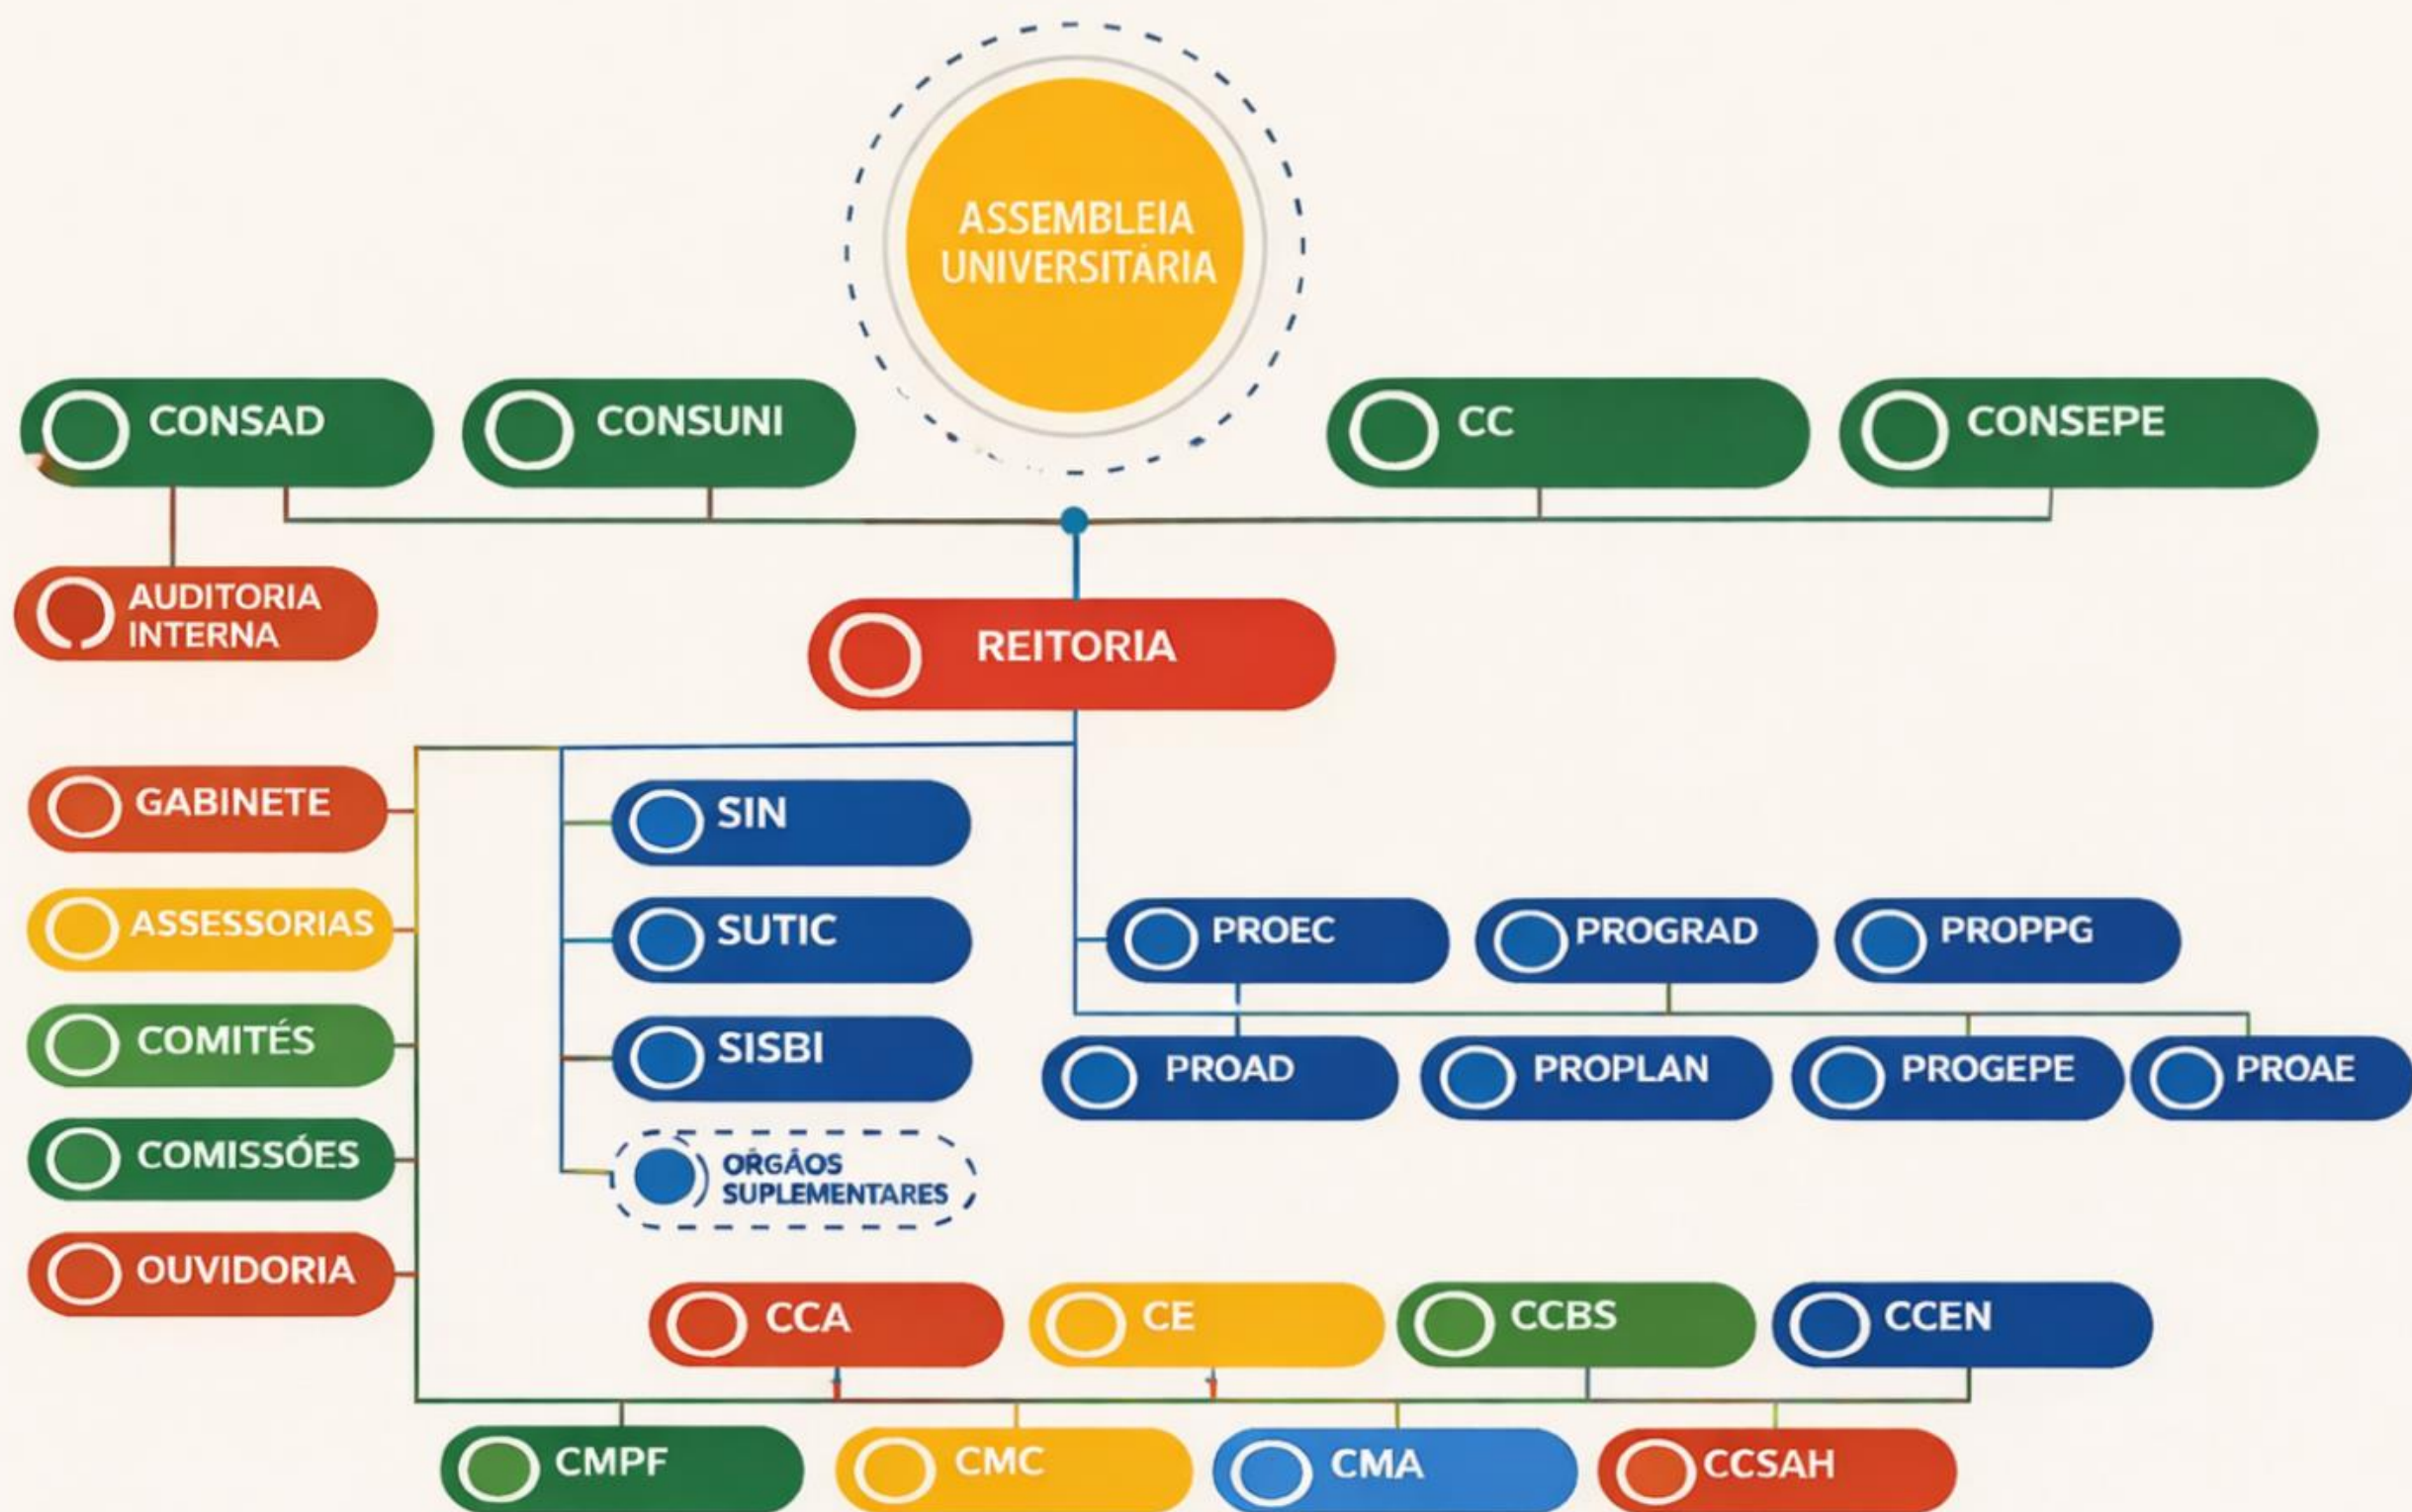 ASSEMBLEIA
UNIVERSITÁRIA
CONSAD
CONSUNI
CC
CONSEPE
AUDITORIA
INTERNA
REITORIA
GABINETE
ASSESSORIAS
COMITÉS
COMISSÓES
OUVIDORIA
SIN
SUTIC
SISBI
ORGÁOS
SUPLEMENTARES
PROEC
PROGRAD
PROPPG
PROAD
PROPLAN
PROGEPE
PROAE
CCA
CE
CCBS
CCEN
CMPF
CMC
CMA
CCSAH